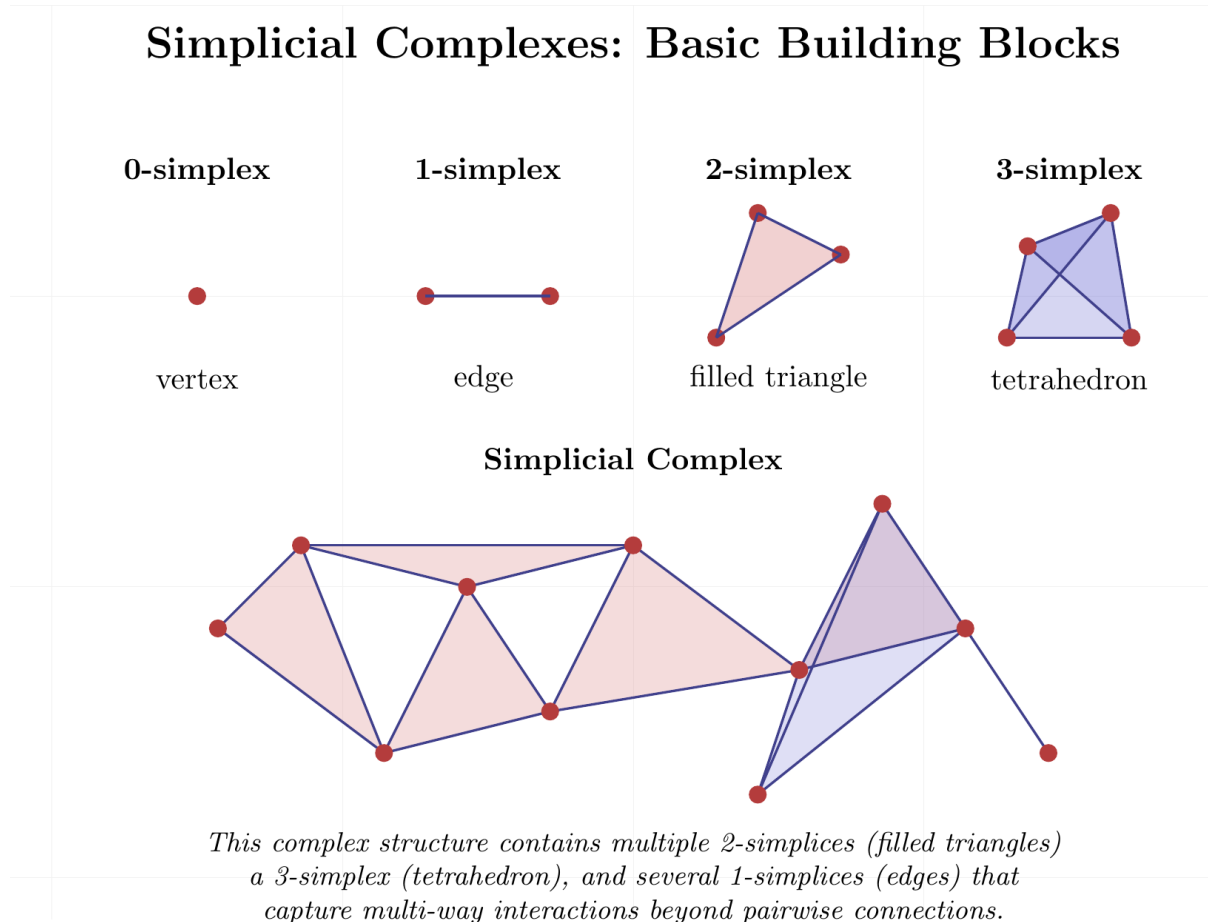 Simplicial Complexes: Basic Building Blocks
0-simplex
1-simplex
2-simplex
3-simplex
vertex
edge
filled triangle
tetrahedron
Simplicial Complex
This complex structure contains multiple 2-simplices (filled triangles)
a 3-simplex (tetrahedron), and several 1-simplices (edges) that
capture multi-way interactions beyond pairwise connections.